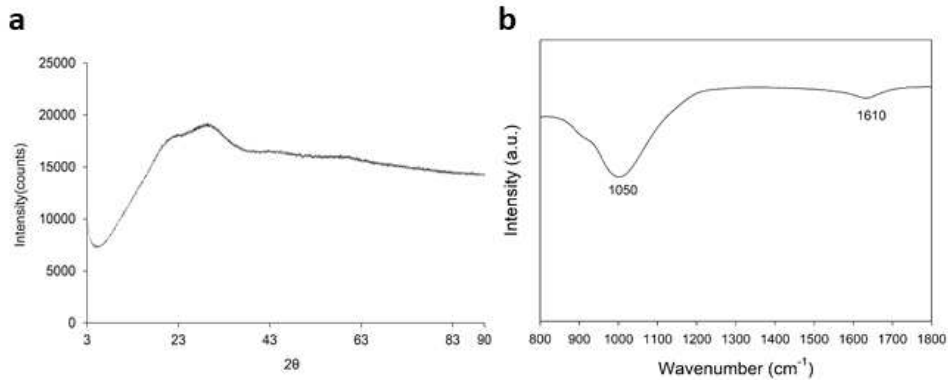 a
25000
20000
15000
10000
5000
0
Intensity(counts)
3 23 43 63 83 90
2θ
b
Intensity (a.u.)
1050
1610
800 900 1000 1100 1200 1300 1400 1500 1600 1700 1800
Wavenumber (cm⁻¹)